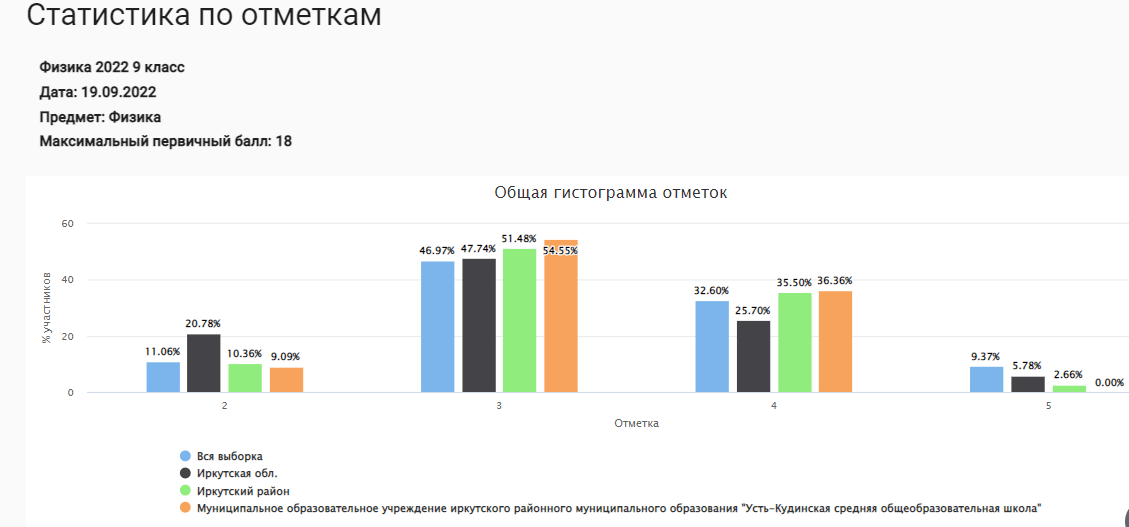 Статистика по отметкам
Физика 2022 9 класс
Дата: 19.09.2022
Предмет: Физика
Максимальный первичный балл: 18
Общая гистограмма отметок
% участников
60
40
20
0
11.06% 20.78% 10.36% 9.09%
46.97% 47.74% 51.48% 54.55%
32.60% 25.70% 35.50% 36.36%
9.37% 5.78% 2.66% 0.00%
2 3 4 5
Отметка
Вся выборка
Иркутская обл.
Иркутский район
Муниципальное образовательное учреждение иркутского районного муниципального образования "Усть-Кудинская средняя общеобразовательная школа"